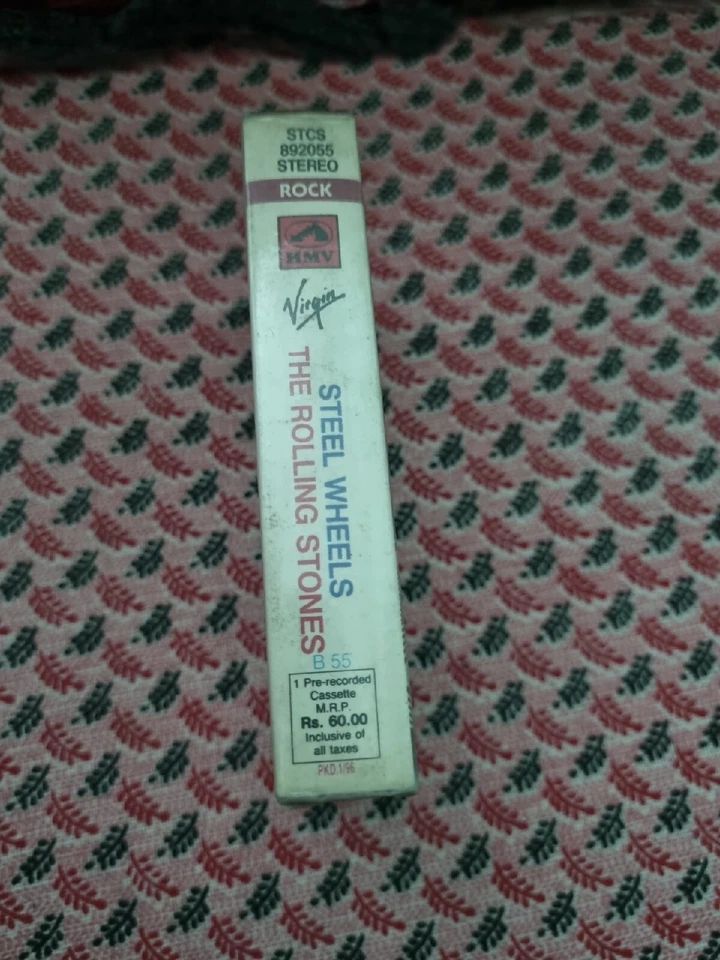 STCS
892055
STEREO
ROCK
HMV
Virgin
STEEL WHEELS
THE ROLLING STONES
B 55
1 Pre-recorded
Cassette
M.R.P.
Rs. 60.00
Inclusive of
all taxes
PKD.1/96